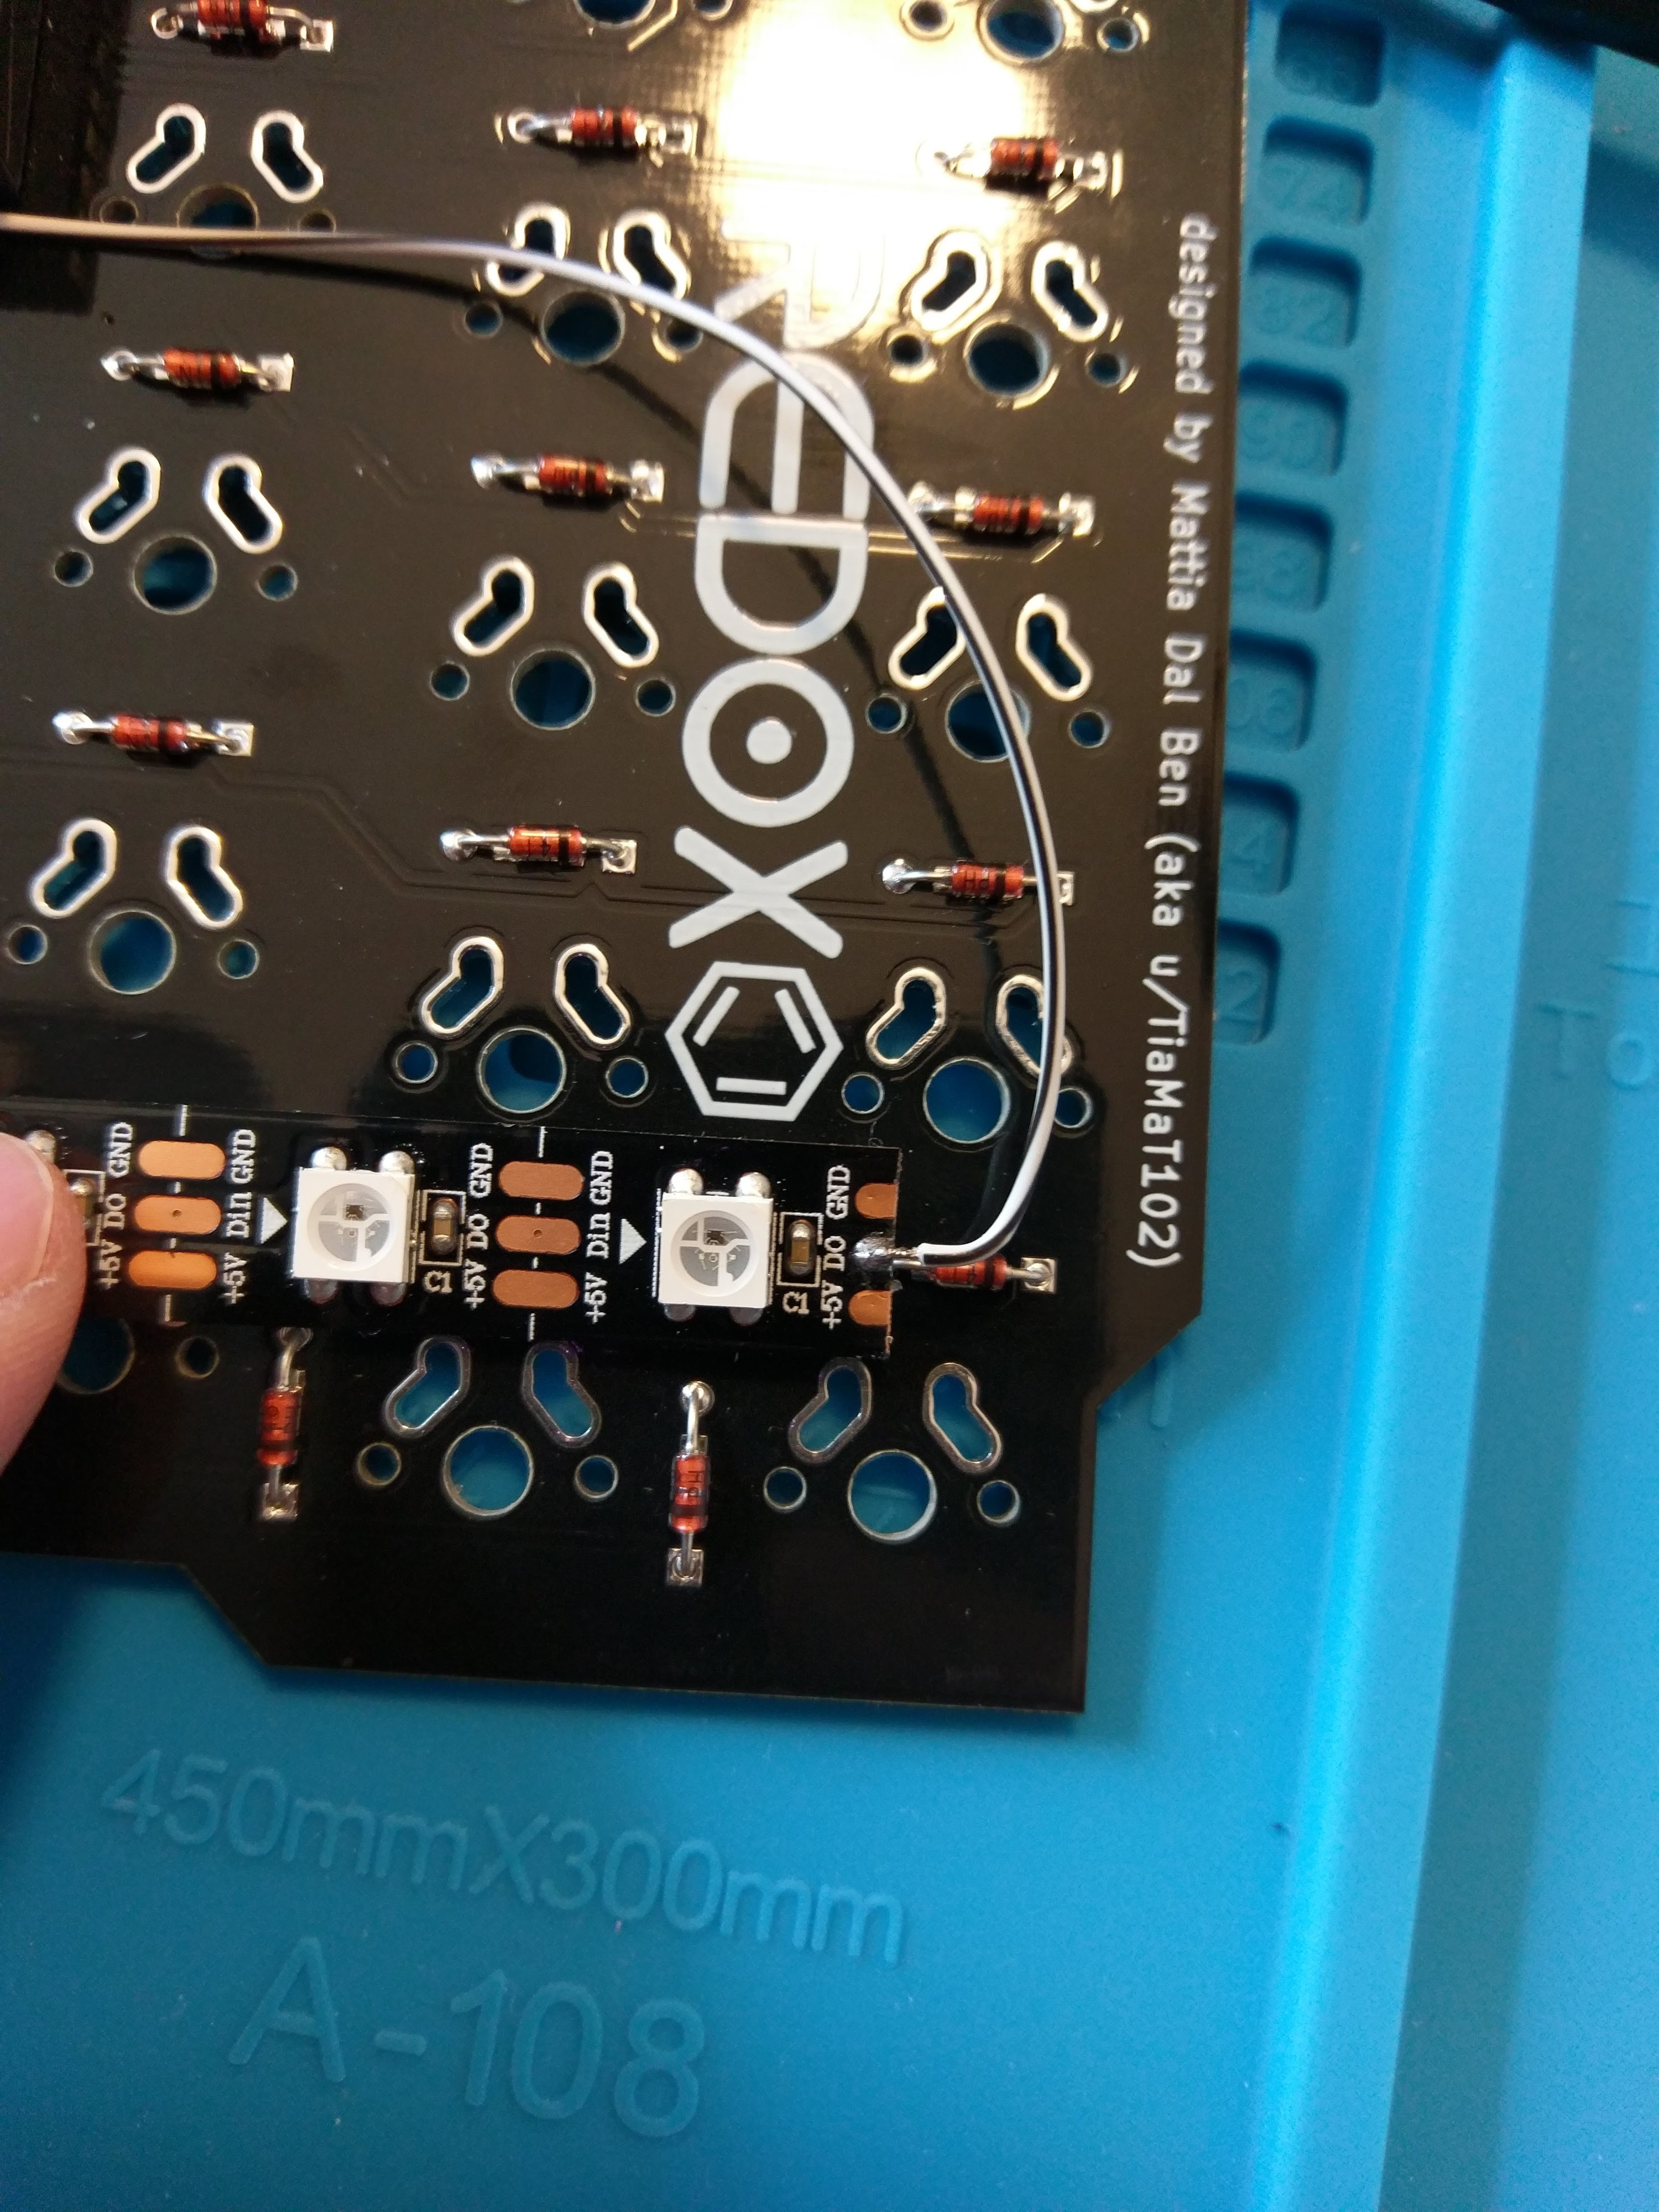 REDOX
designed by Mattia Dal Ben (aka u/TiaMaT102)
+5V DO GND
+5V Din GND
C1
+5V DO GND
+5V Din GND
C1
+5V DO GND
450mmX300mm
A-108